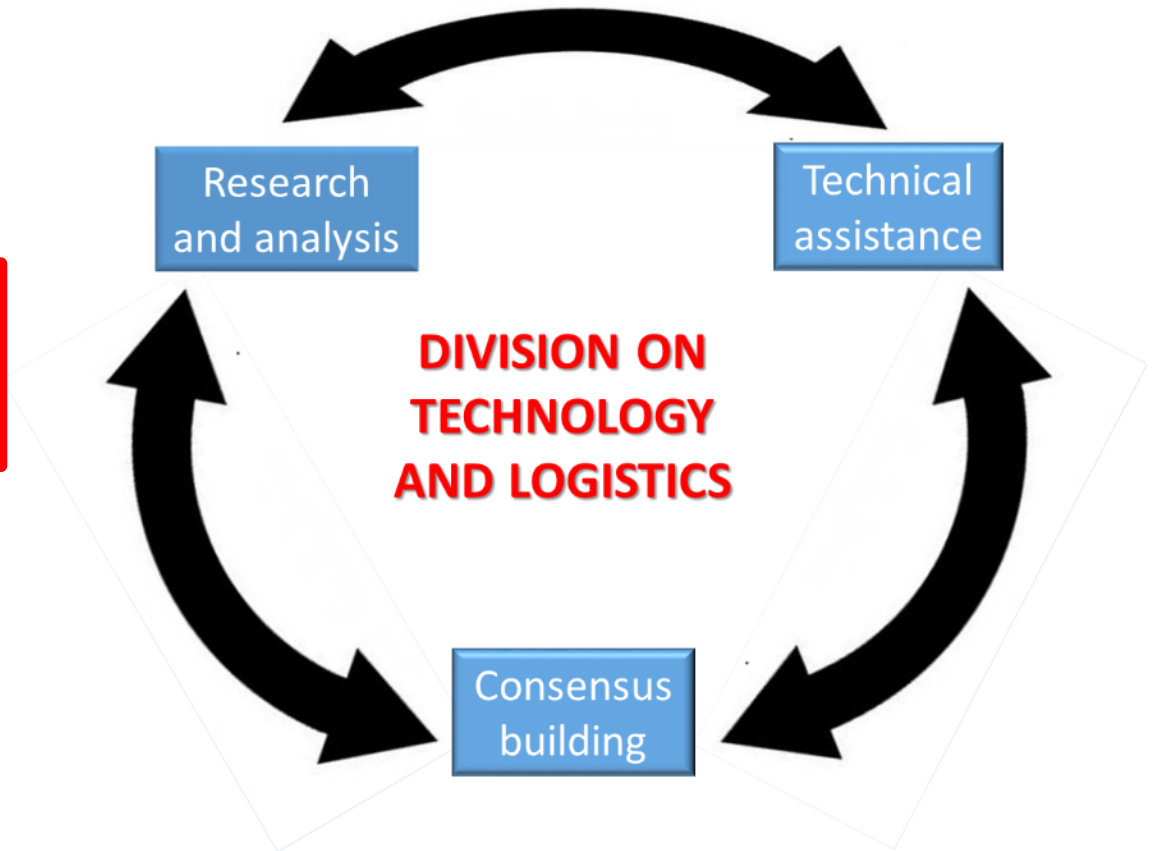 Research
and analysis
Technical
assistance
DIVISION ON
TECHNOLOGY
AND LOGISTICS
Consensus
building